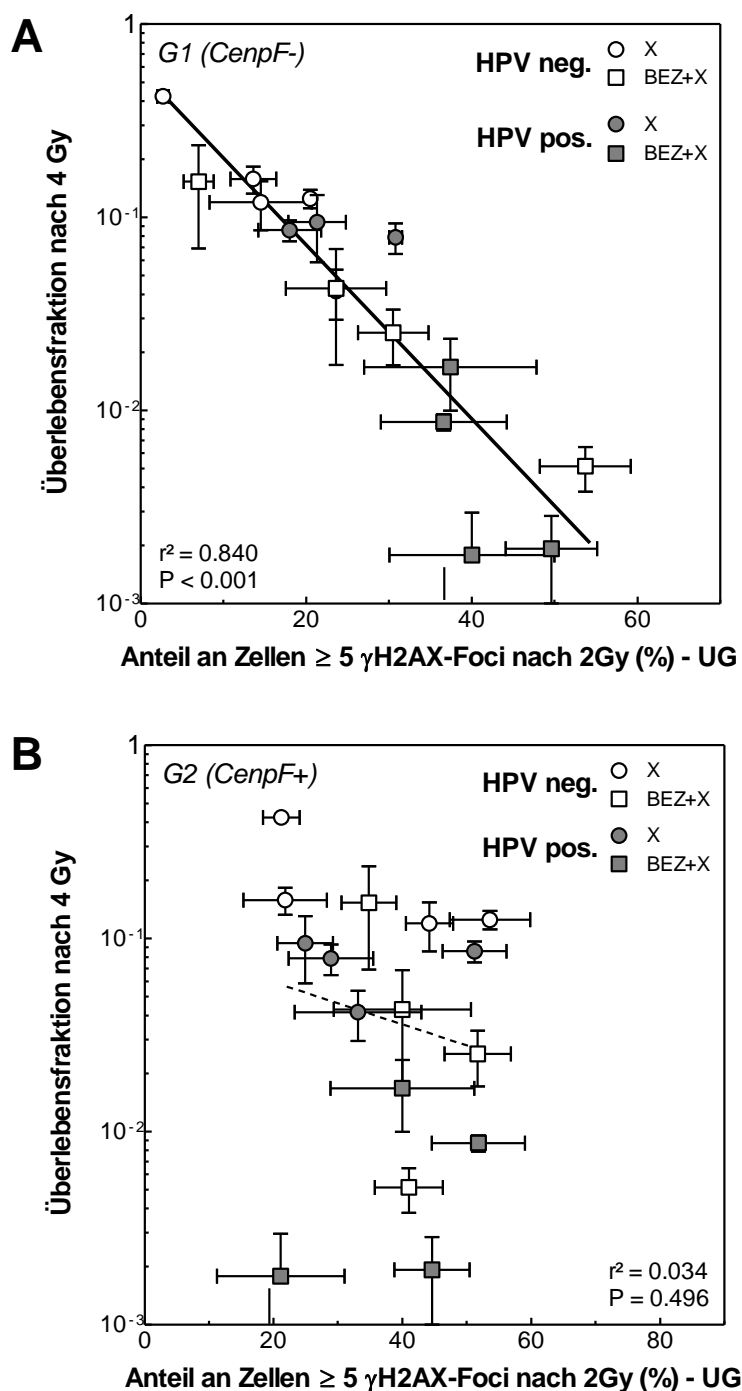 A
G1 (CenpF-)
HPV neg.
X
BEZ+X
HPV pos.
X
BEZ+X
Überlebensfraktion nach 4 Gy
1
10-1
10-2
10-3
r² = 0.840
P < 0.001
20
40
60
Anteil an Zellen ≥ 5 γH2AX-Foci nach 2Gy (%) - UG
B
G2 (CenpF+)
HPV neg.
X
BEZ+X
HPV pos.
X
BEZ+X
Überlebensfraktion nach 4 Gy
1
10-1
10-2
10-3
r² = 0.034
P = 0.496
0
20
40
60
80
Anteil an Zellen ≥ 5 γH2AX-Foci nach 2Gy (%) - UG